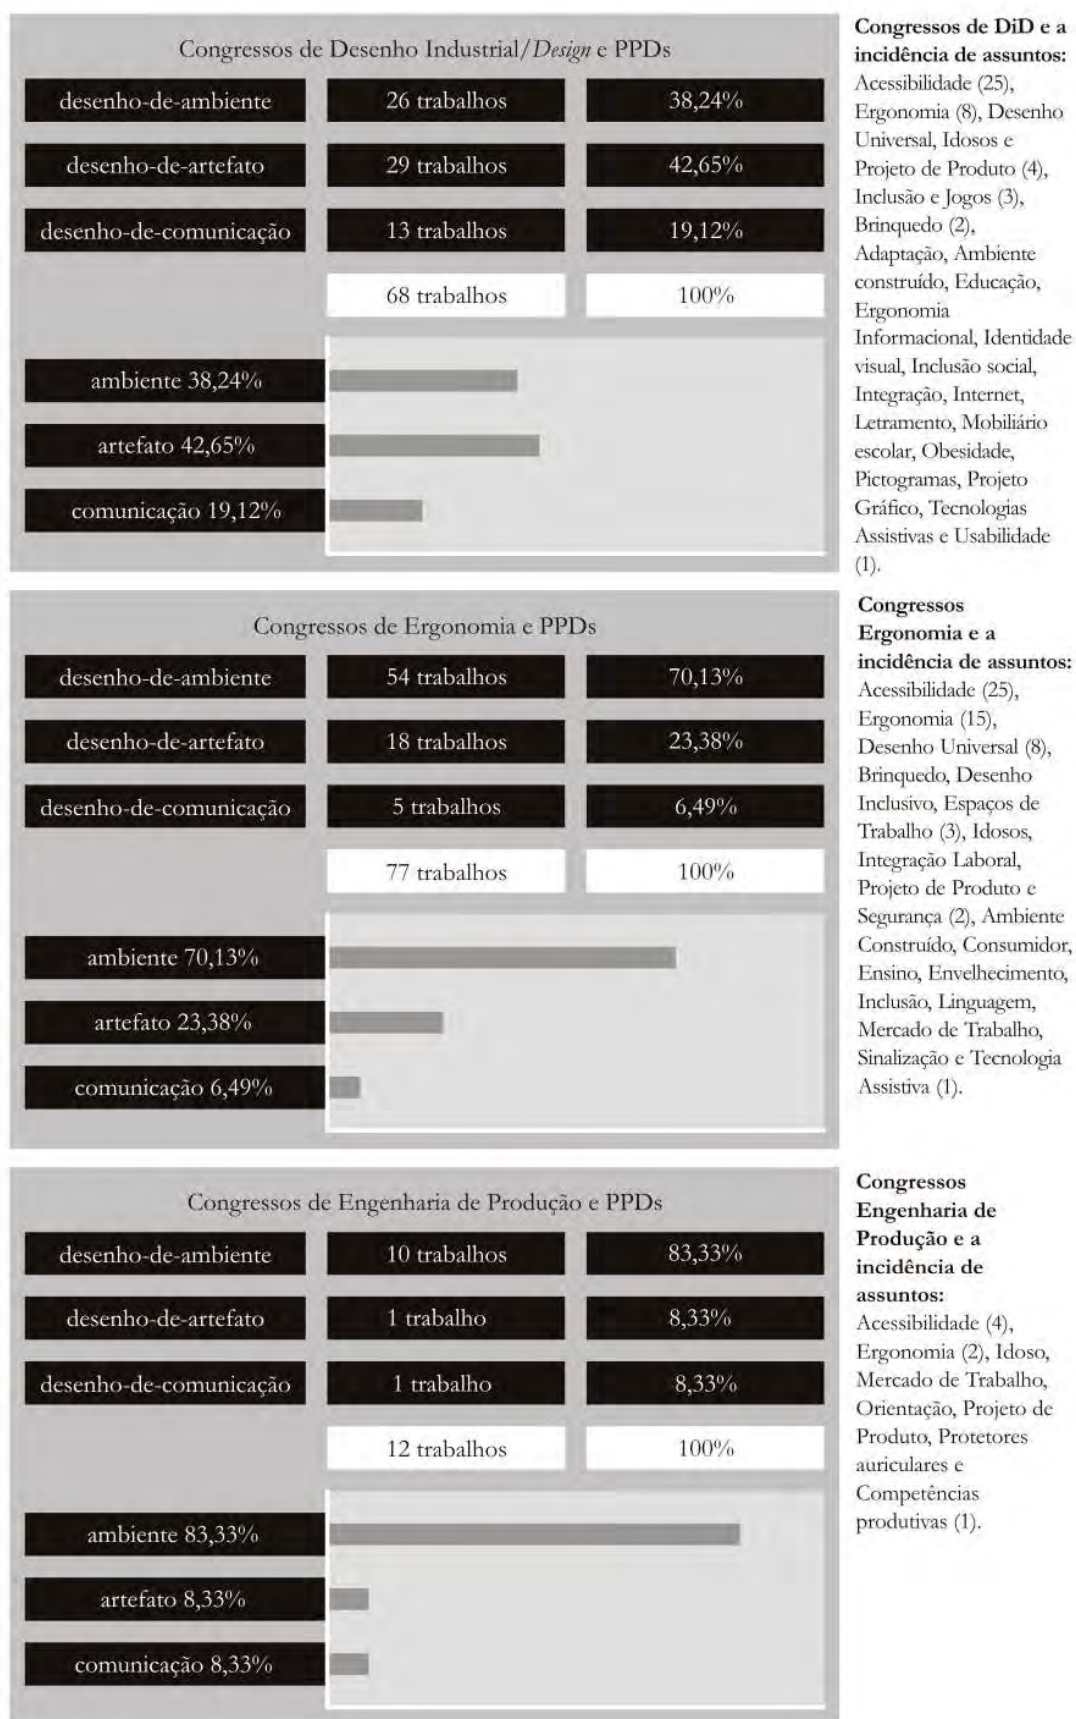 Congressos de Desenho Industrial/Design e PPDs
desenho-de-ambiente 26 trabalhos 38,24%
desenho-de-artefato 29 trabalhos 42,65%
desenho-de-comunicação 13 trabalhos 19,12%
68 trabalhos 100%
ambiente 38,24%
artefato 42,65%
comunicação 19,12%
Congressos de DiD e a
incidência de assuntos:
Acessibilidade (25),
Ergonomia (8), Desenho
Universal, Idosos e
Projeto de Produto (4),
Inclusão e Jogos (3),
Brinquedo (2),
Adaptação, Ambiente
construído, Educação,
Ergonomia
Informacional, Identidade
visual, Inclusão social,
Integração, Internet,
Letramento, Mobiliário
escolar, Obesidade,
Pictogramas, Projeto
Gráfico, Tecnologias
Assistivas e Usabilidade
(1).
Congressos de Ergonomia e PPDs
desenho-de-ambiente 54 trabalhos 70,13%
desenho-de-artefato 18 trabalhos 23,38%
desenho-de-comunicação 5 trabalhos 6,49%
77 trabalhos 100%
ambiente 70,13%
artefato 23,38%
comunicação 6,49%
Congressos
Ergonomia e a
incidência de assuntos:
Acessibilidade (25),
Ergonomia (15),
Desenho Universal (8),
Brinquedo, Desenho
Inclusivo, Espaços de
Trabalho (3), Idosos,
Integração Laboral,
Projeto de Produto e
Segurança (2), Ambiente
Construído, Consumidor,
Ensino, Envelhecimento,
Inclusão, Linguagem,
Mercado de Trabalho,
Sinalização e Tecnologia
Assistiva (1).
Congressos de Engenharia de Produção e PPDs
desenho-de-ambiente 10 trabalhos 83,33%
desenho-de-artefato 1 trabalho 8,33%
desenho-de-comunicação 1 trabalho 8,33%
12 trabalhos 100%
ambiente 83,33%
artefato 8,33%
comunicação 8,33%
Congressos
Engenharia de
Produção e a
incidência de
assuntos:
Acessibilidade (4),
Ergonomia (2), Idoso,
Mercado de Trabalho,
Orientação, Projeto de
Produto, Protetores
auriculares e
Competências
produtivas (1).